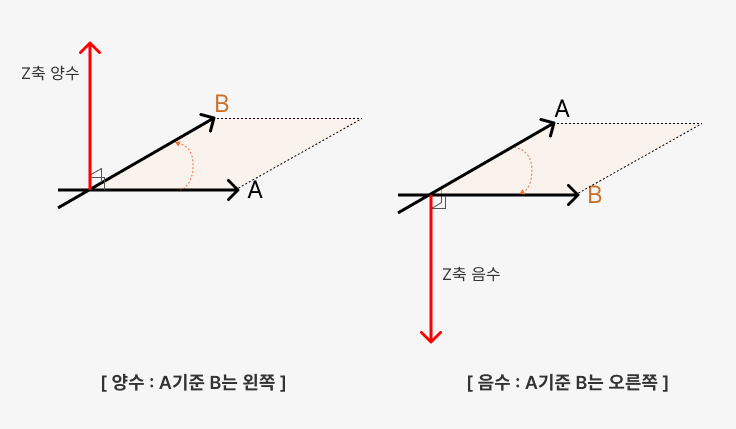 Z축 양수
B
A
[ 양수 : A기준 B는 왼쪽 ]
A
B
Z축 음수
[ 음수 : A기준 B는 오른쪽 ]